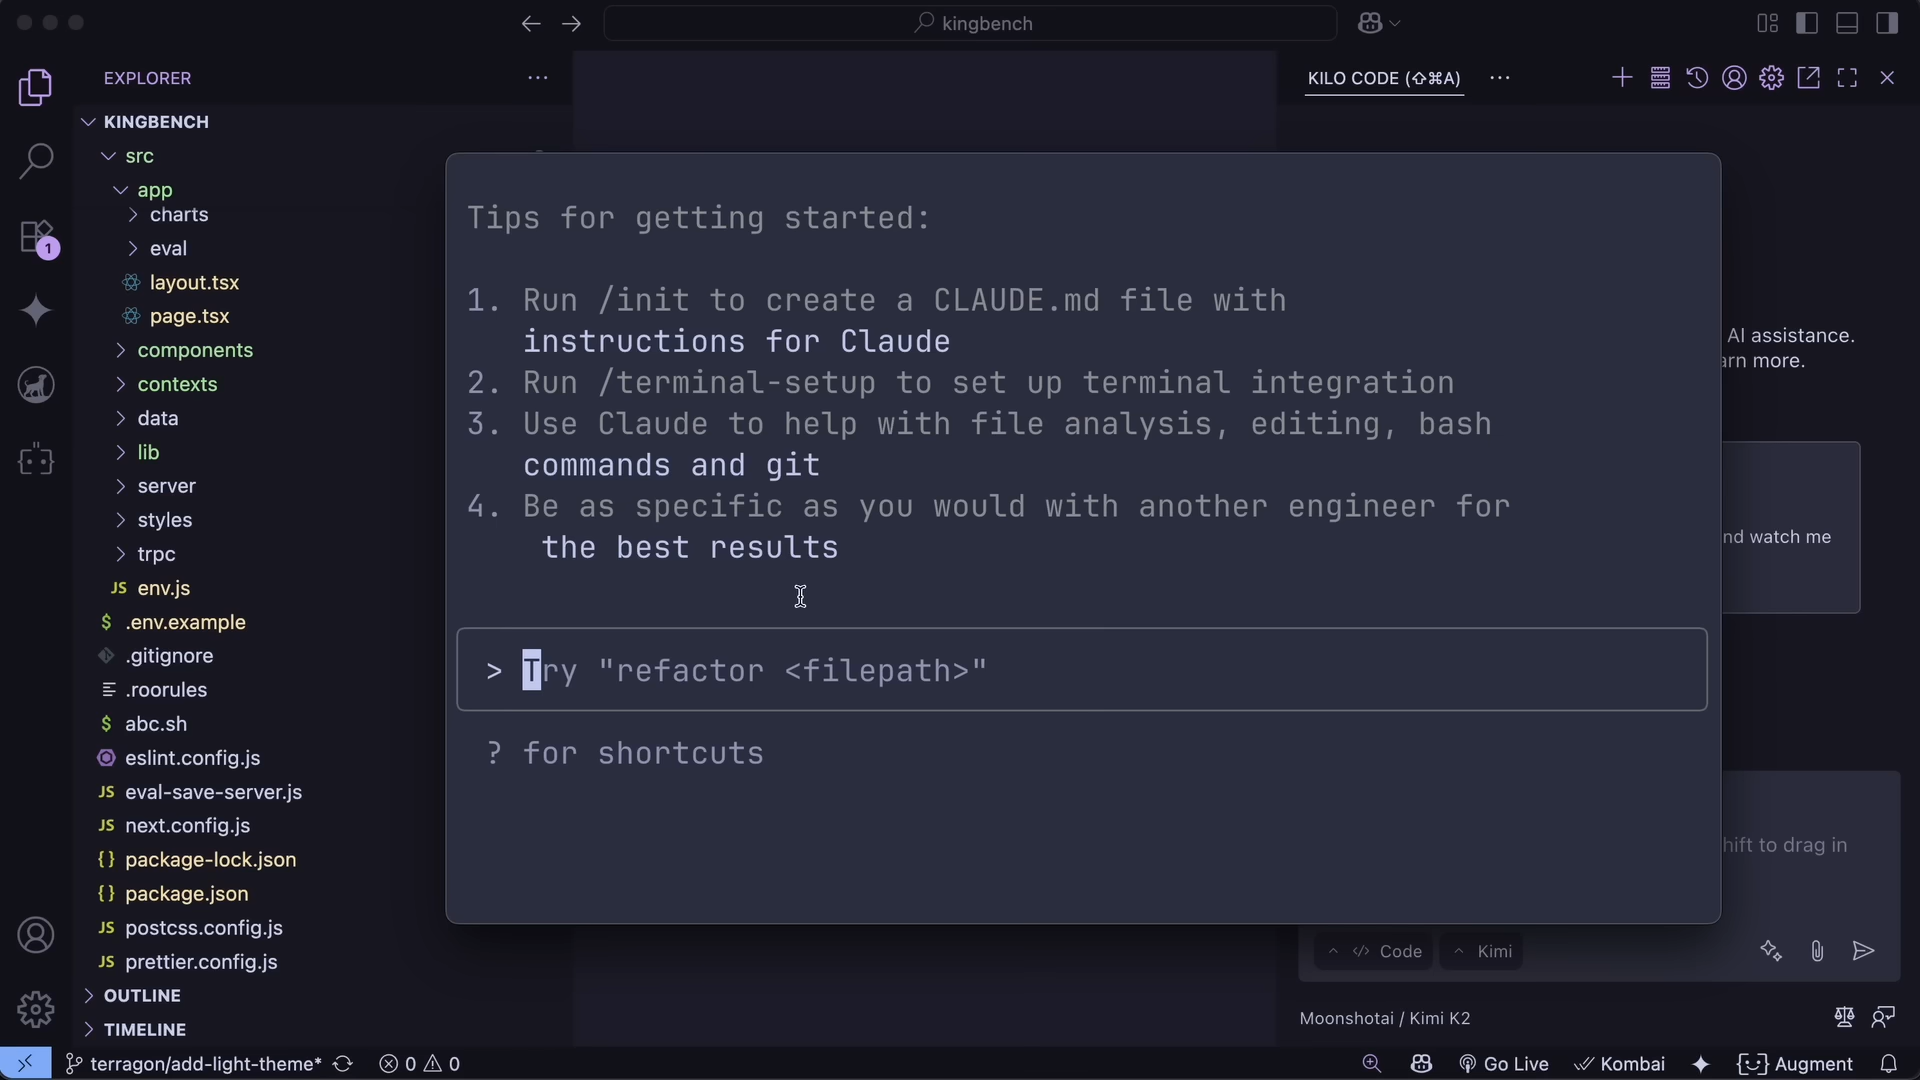 kingbench
EXPLORER
KINGBENCH
src
app
charts
eval
layout.tsx
page.tsx
components
contexts
data
lib
server
styles
trpc
JS env.js
$ .env.example
.gitignore
.roorules
$ abc.sh
eslint.config.js
JS eval-save-server.js
JS next.config.js
{} package-lock.json
{} package.json
JS postcss.config.js
JS prettier.config.js
OUTLINE
TIMELINE
1
Tips for getting started:
1. Run /init to create a CLAUDE.md file with
instructions for Claude
2. Run /terminal-setup to set up terminal integration
3. Use Claude to help with file analysis, editing, bash
commands and git
4. Be as specific as you would with another engineer for
the best results
> Try "refactor <filepath>"
? for shortcuts
KILO CODE (⇧⌘A)
AI assistance.
arn more.
nd watch me
hift to drag in
</> Code
Kimi
Moonshotai / Kimi K2
terragon/add-light-theme*
0
0
Go Live
Kombai
Augment